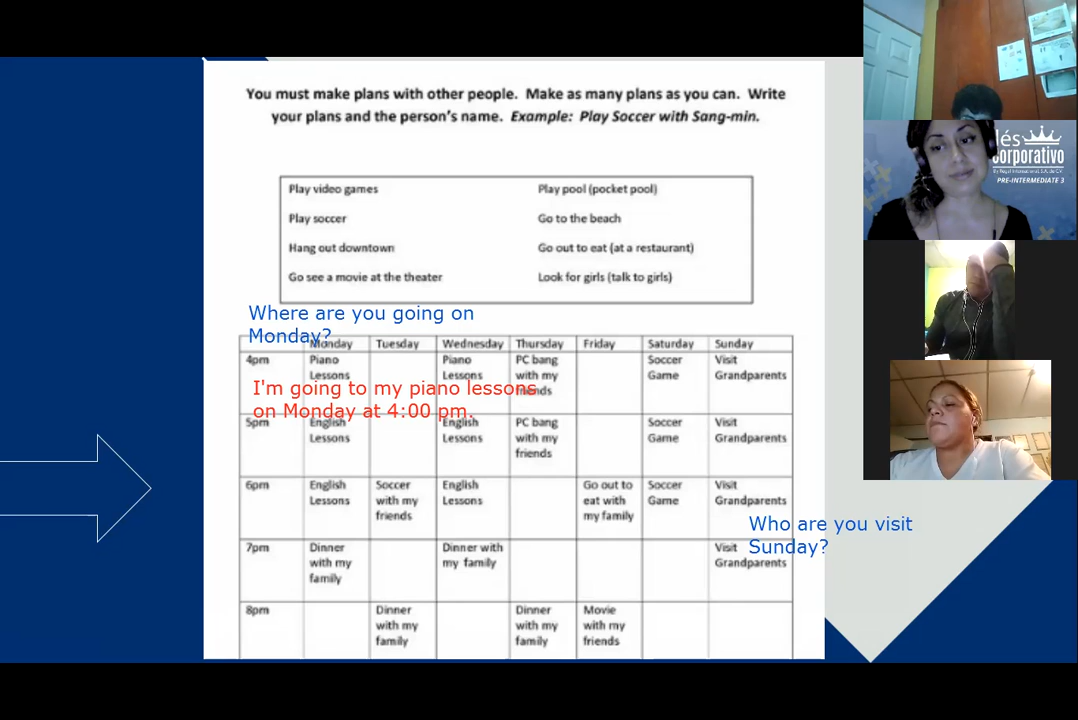 You must make plans with other people. Make as many plans as you can. Write
your plans and the person's name. Example: Play Soccer with Sang-min.
Play video games Play pool (pocket pool)
Play soccer Go to the beach
Hang out downtown Go out to eat (at a restaurant)
Go see a movie at the theater Look for girls (talk to girls)
Where are you going on
Monday?
Monday Tuesday Wednesday Thursday Friday Saturday Sunday
4pm Piano Piano PC bang Soccer Visit
Lessons Lessons with my Game Grandparents
friends
I'm going to my piano lessons
on Monday at 4:00 pm.
5pm English English PC bang Soccer Visit
Lessons Lessons with my Game Grandparents
friends
6pm English Soccer English Go out to Soccer Visit
Lessons with my Lessons eat with Game Grandparents
friends my family
Who are you visit
Sunday?
7pm Dinner Dinner with Visit
with my my family Grandparents
family
8pm Dinner Dinner Movie
with my with my with my
family family friends
lés
corporativo
PRE-INTERMEDIATE 3